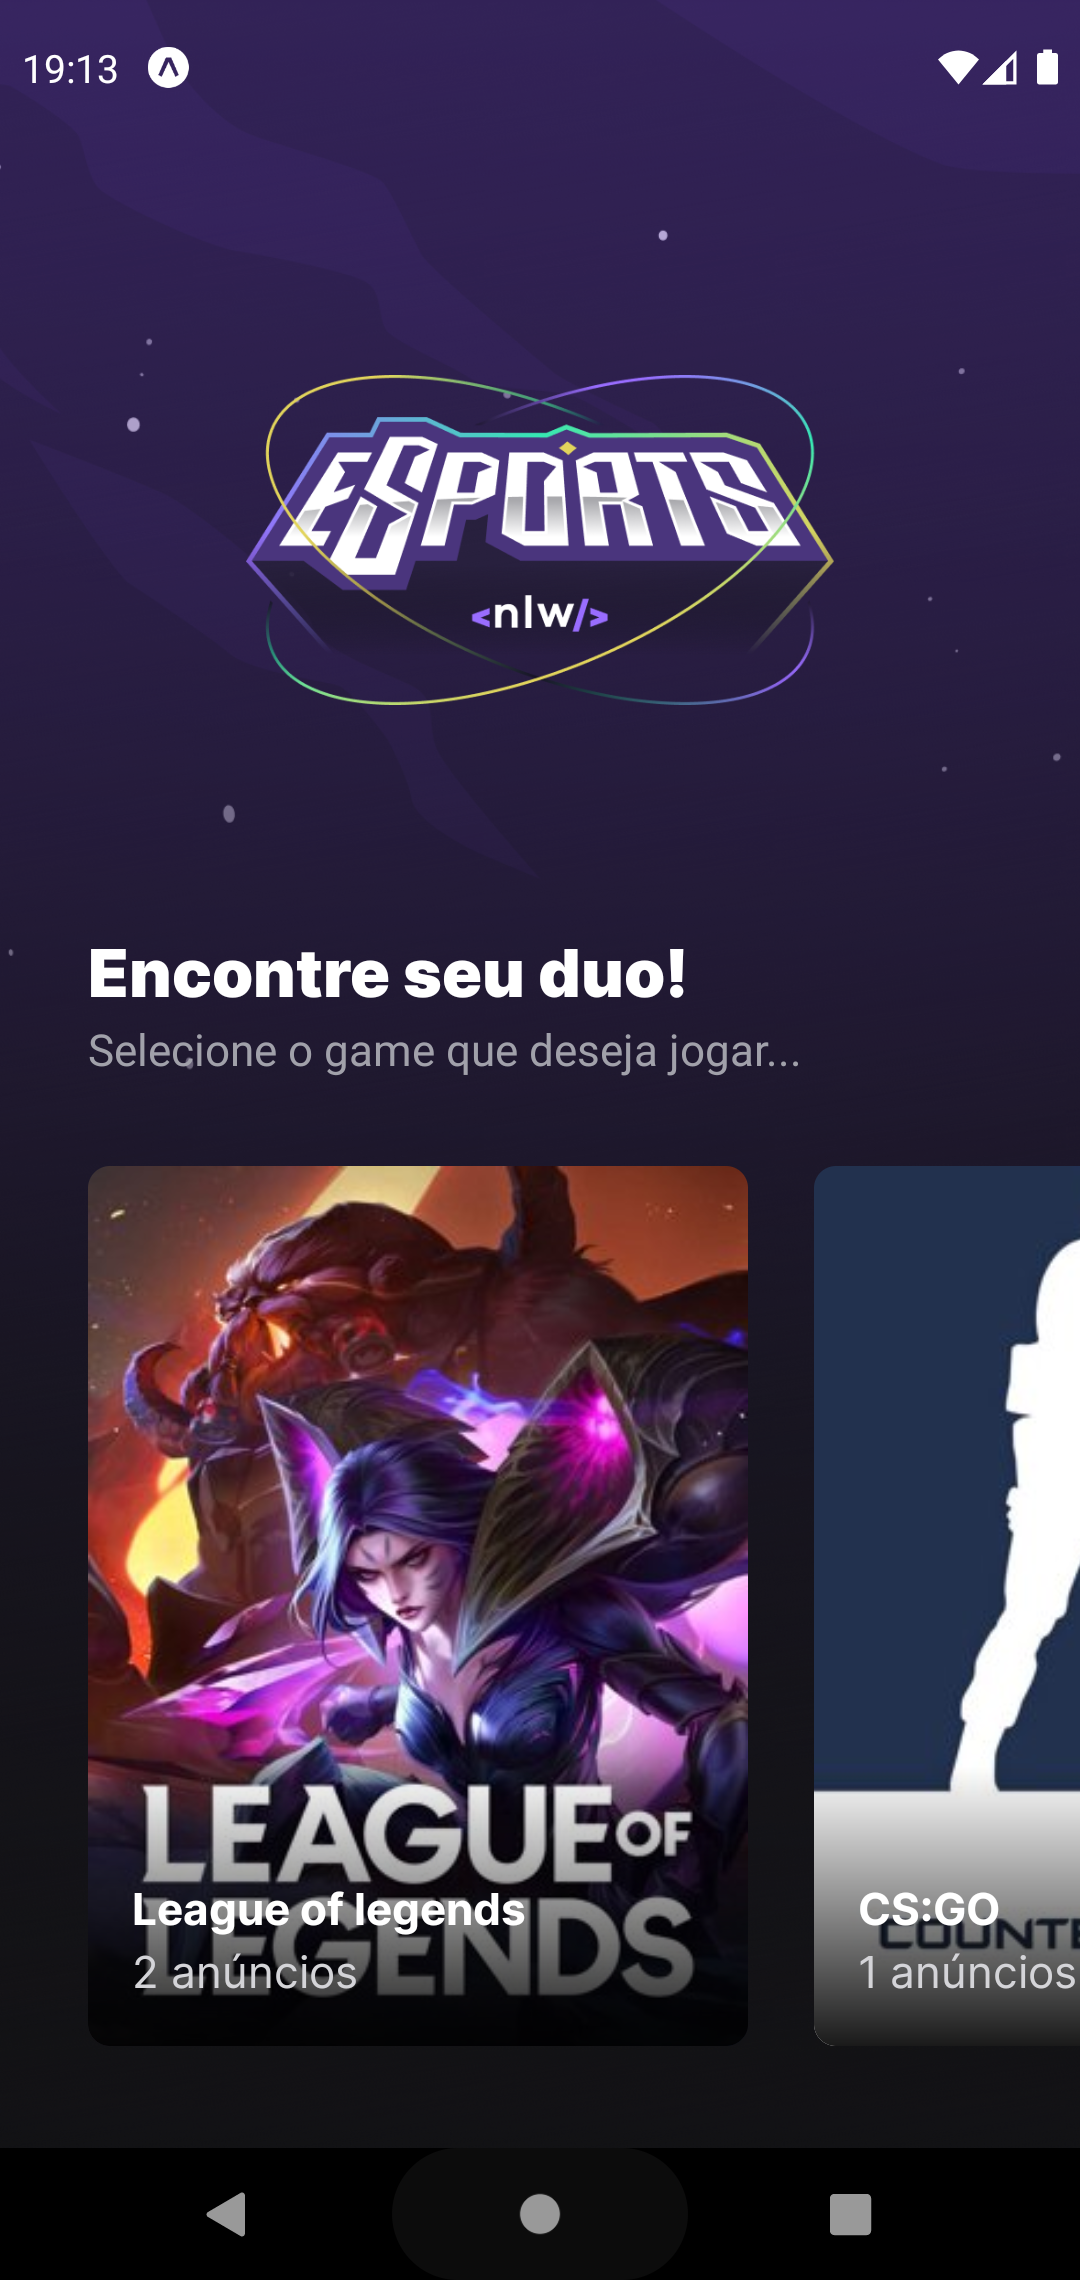 19:13
ESPORTS
<nlw/>
Encontre seu duo!
Selecione o game que deseja jogar...
LEAGUE OF
LEGENDS
League of legends
2 anúncios
COUNTE
CS:GO
1 anúncios